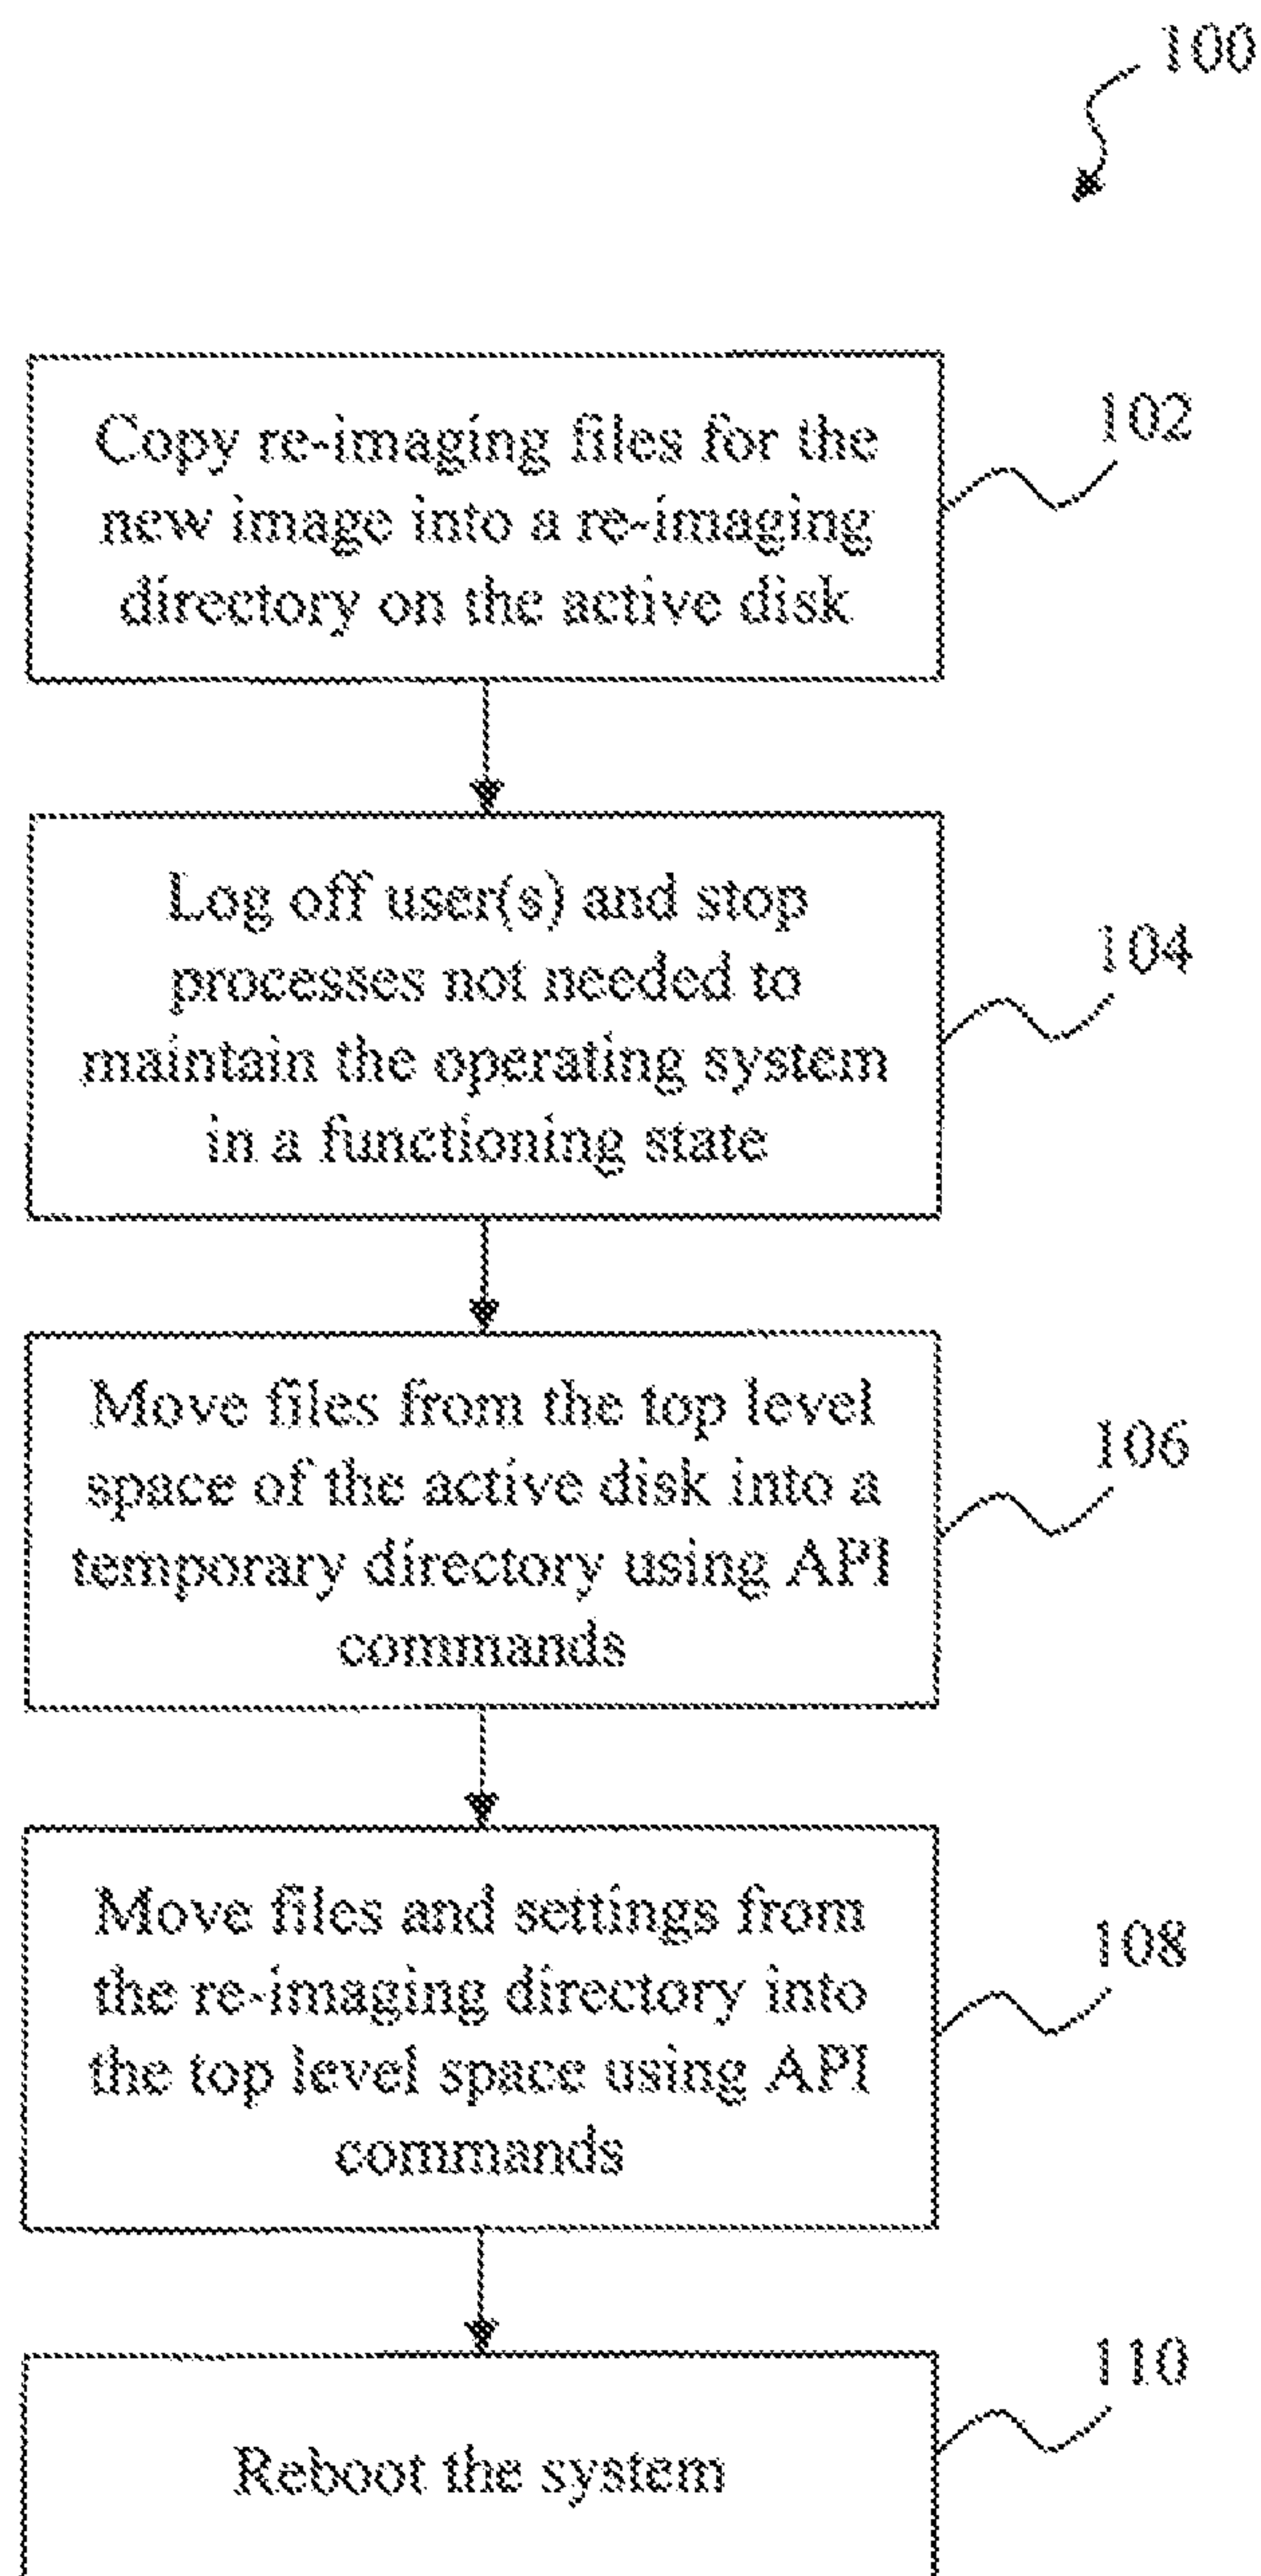 100
Copy re-imaging files for the
new image into a re-imaging
directory on the active disk
102
Log off user(s) and stop
processes not needed to
maintain the operating system
in a functioning state
104
Move files from the top level
space of the active disk into a
temporary directory using API
commands
106
Move files and settings from
the re-imaging directory into
the top level space using API
commands
108
Reboot the system
110